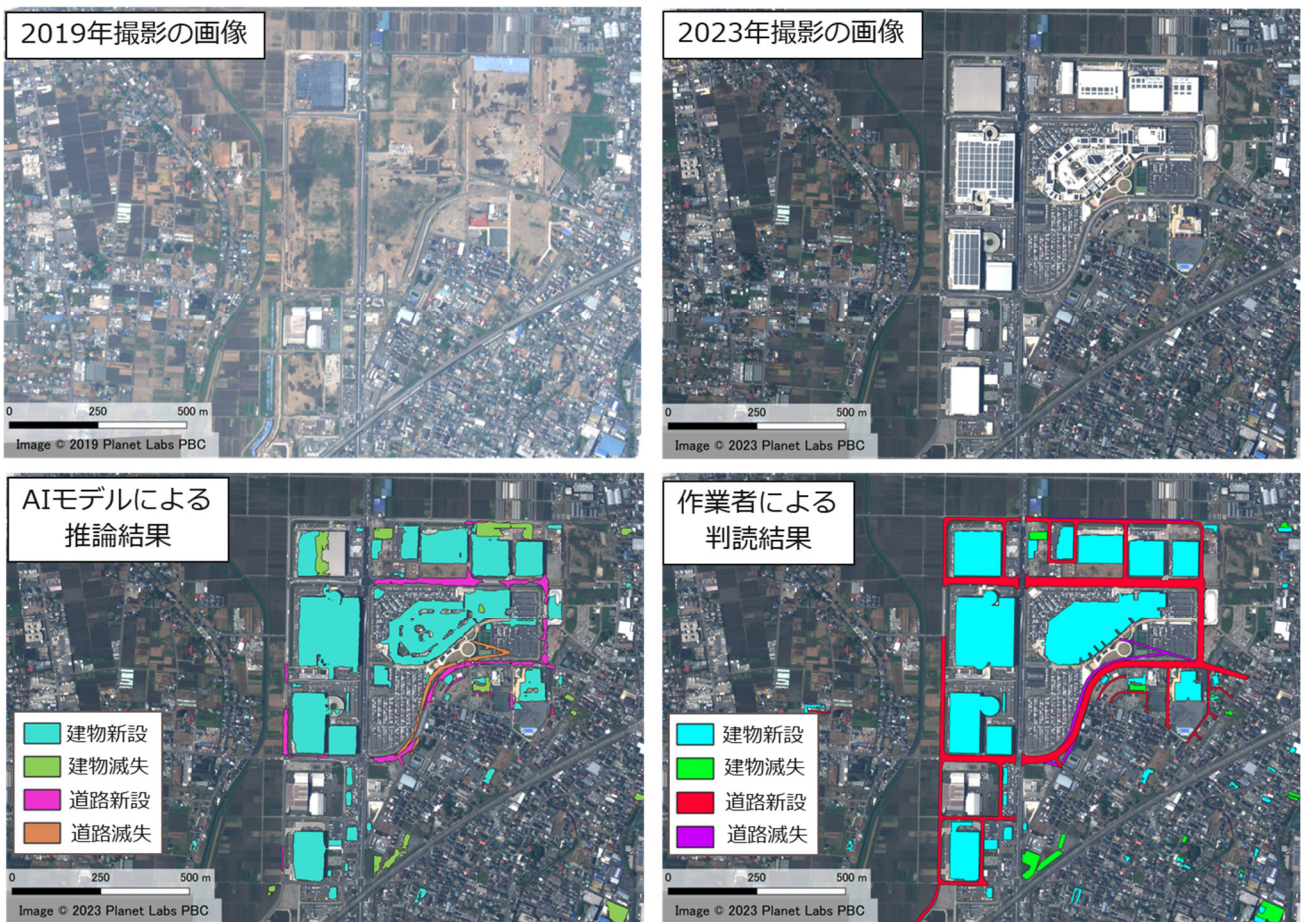 2019年撮影の画像
0 250 500 m
Image © 2019 Planet Labs PBC
2023年撮影の画像
0 250 500 m
Image © 2023 Planet Labs PBC
AIモデルによる
推論結果
建物新設
建物滅失
道路新設
道路滅失
0 250 500 m
Image © 2023 Planet Labs PBC
作業者による
判読結果
建物新設
建物滅失
道路新設
道路滅失
0 250 500 m
Image © 2023 Planet Labs PBC